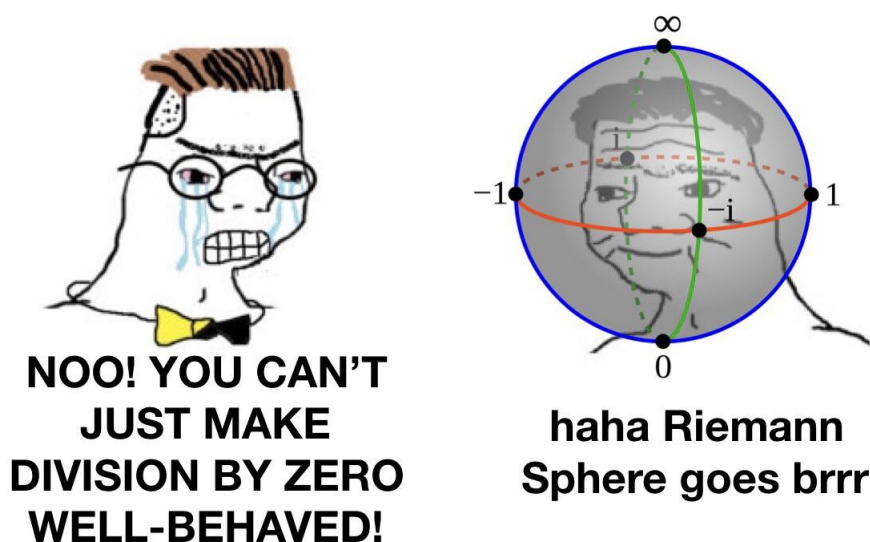 NOO! YOU CAN'T
JUST MAKE
DIVISION BY ZERO
WELL-BEHAVED!
∞
i
−1
1
−i
0
haha Riemann
Sphere goes brrr